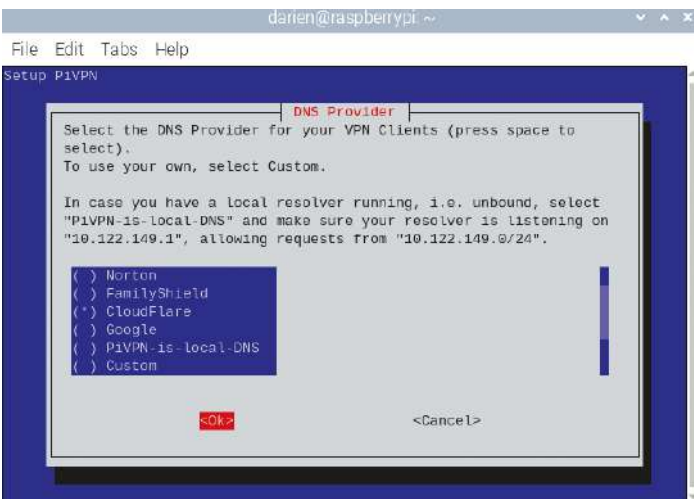 darien@raspberrypi: ~
File Edit Tabs Help
Setup PiVPN
DNS Provider
Select the DNS Provider for your VPN Clients (press space to
select).
To use your own, select Custom.
In case you have a local resolver running, i.e. unbound, select
"PiVPN-is-local-DNS" and make sure your resolver is listening on
"10.122.149.1", allowing requests from "10.122.149.0/24".
( ) Norton
( ) FamilyShield
(*) CloudFlare
( ) Google
( ) PiVPN-is-local-DNS
( ) Custom
<Ok> <Cancel>